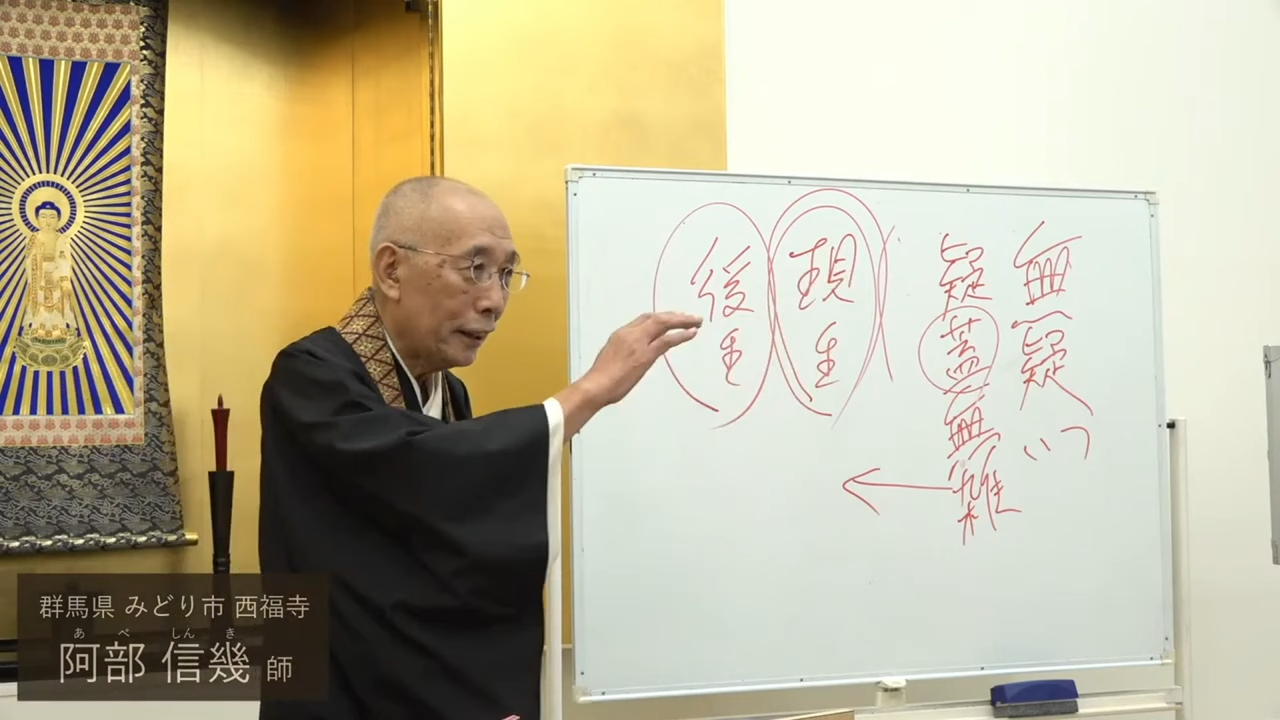 無疑いつ
疑蓋無雑
現生
後生
群馬県 みどり市 西福寺
あべ しんき
阿部 信幾 師